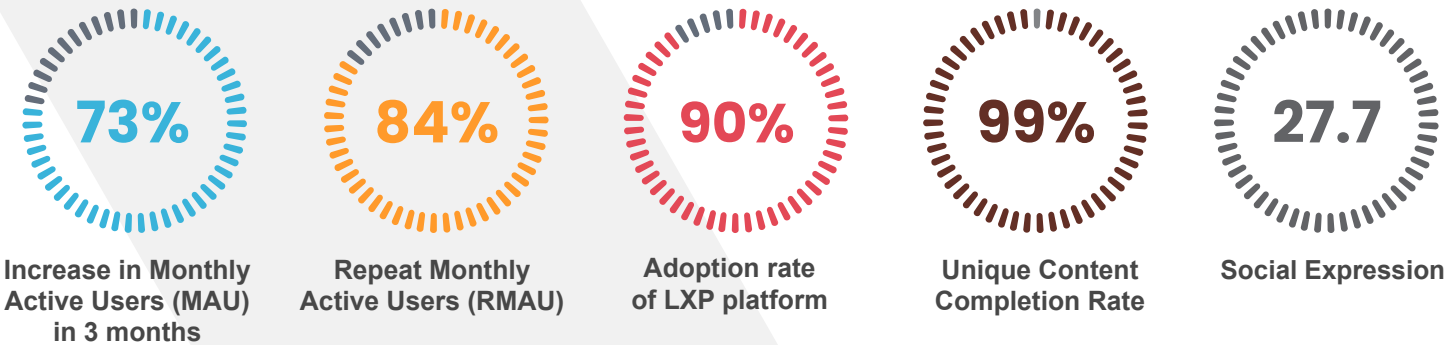 73%
Increase in Monthly
Active Users (MAU)
in 3 months
84%
Repeat Monthly
Active Users (RMAU)
90%
Adoption rate
of LXP platform
99%
Unique Content
Completion Rate
27.7
Social Expression